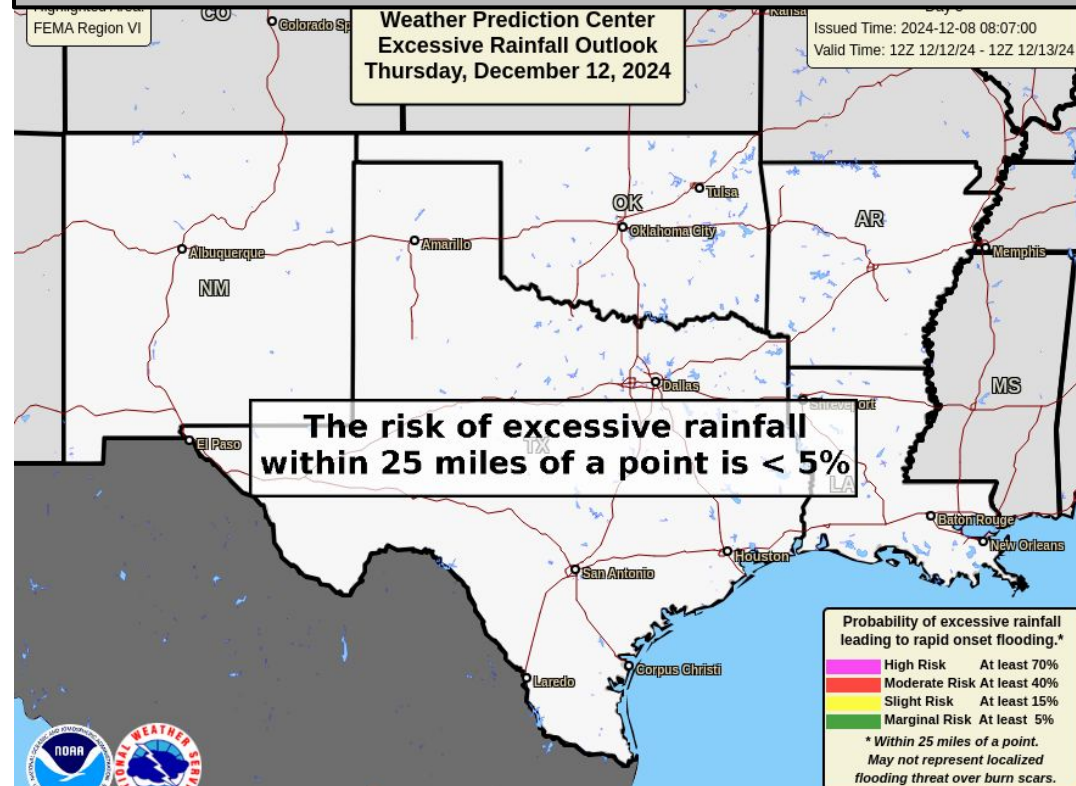 Highlighted Area:
FEMA Region VI
Weather Prediction Center
Excessive Rainfall Outlook
Thursday, December 12, 2024
Issued Time: 2024-12-08 08:07:00
Valid Time: 12Z 12/12/24 - 12Z 12/13/24
CO
Colorado Sp
Kansa
Tulsa
OK
Oklahoma City
AR
Albuquerque
Amarillo
Memphis
NM
Dallas
MS
Shreveport
The risk of excessive rainfall
within 25 miles of a point is < 5%
El Paso
TX
LA
Baton Rouge
New Orleans
Houston
San Antonio
Corpus Christi
Laredo
Probability of excessive rainfall
leading to rapid onset flooding.*
High Risk At least 70%
Moderate Risk At least 40%
Slight Risk At least 15%
Marginal Risk At least 5%
* Within 25 miles of a point.
May not represent localized
flooding threat over burn scars.
NOAA